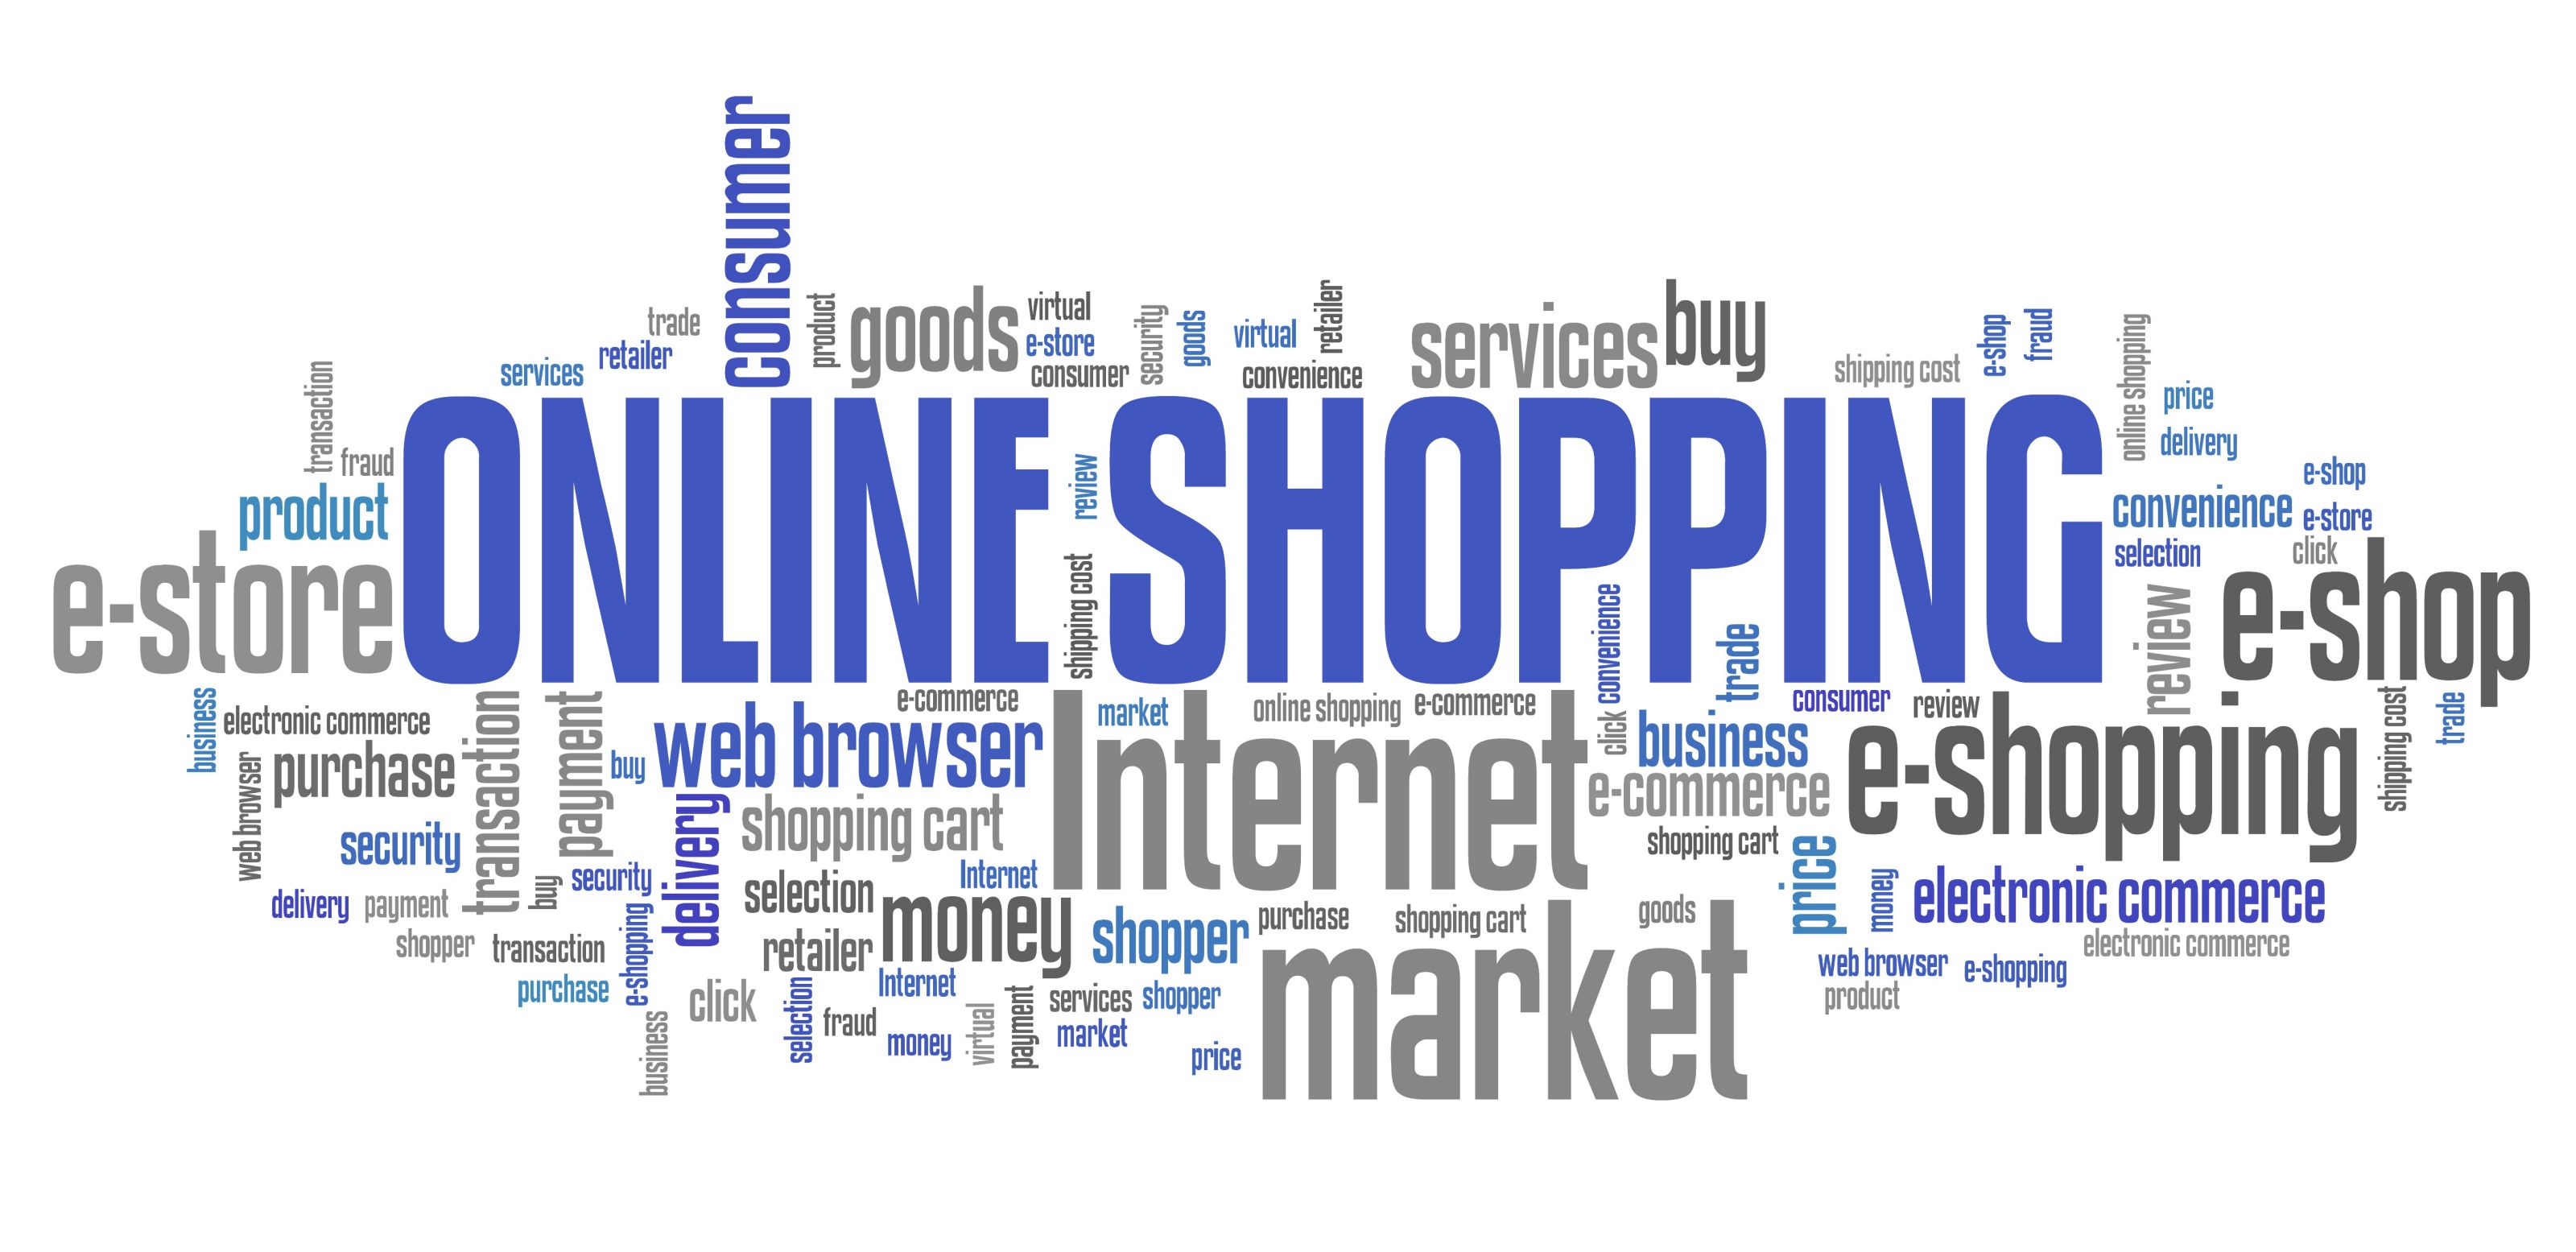 consumer
trade
product
goods
virtual
security
goods
virtual
retailer
services
buy
e-shop
fraud
online shopping
services
retailer
e-store
consumer
convenience
shipping cost
price
transaction
fraud
delivery
product
review
e-shop
convenience
e-store
selection
click
e-store
ONLINE SHOPPING
shipping cost
convenience
trade
review
e-shop
business
electronic commerce
transaction
payment
e-commerce
market
online shopping
e-commerce
consumer
review
shipping cost
trade
web browser
purchase
buy
web browser
Internet
click
business
e-shopping
security
delivery
shopping cart
e-commerce
shopping cart
price
delivery
payment
buy
security
selection
Internet
money
electronic commerce
shopper
transaction
e-shopping
retailer
money
shopper
purchase
shopping cart
goods
electronic commerce
purchase
click
selection
Internet
payment
services
shopper
market
web browser
e-shopping
product
business
fraud
money
virtual
market
price